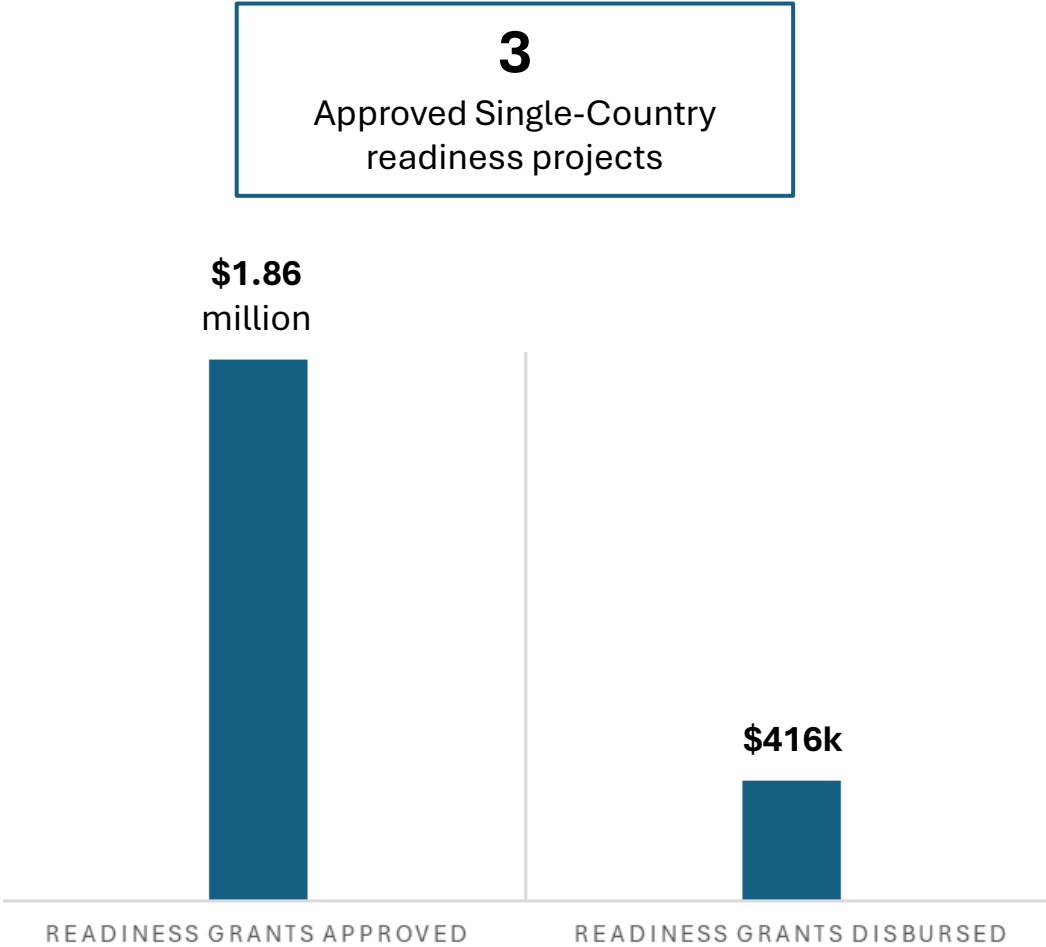 3
Approved Single-Country
readiness projects
$1.86
million
$416k
READINESS GRANTS APPROVED
READINESS GRANTS DISBURSED